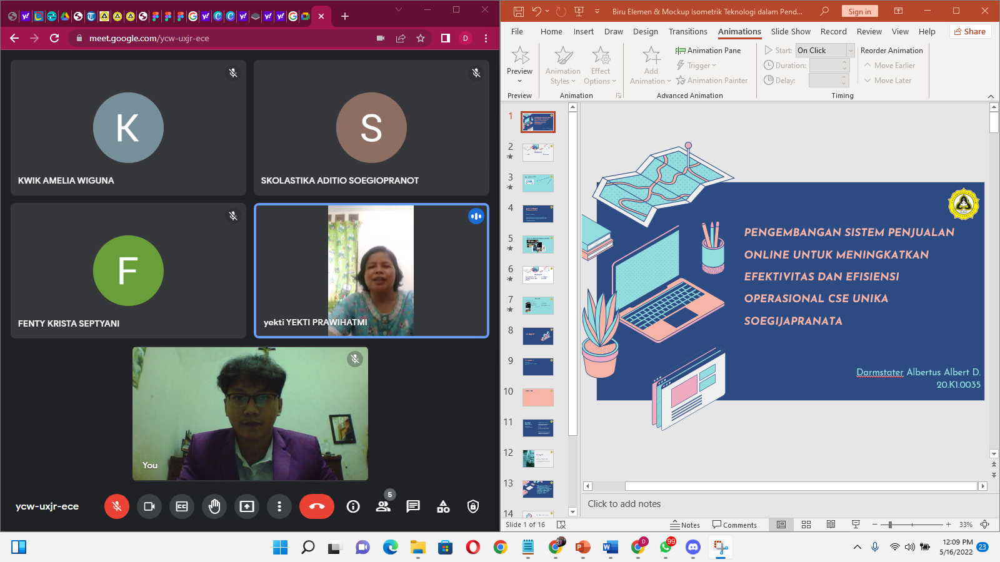 meet.google.com/ycw-uxjr-ece
D
K
KWIK AMELIA WIGUNA
S
SKOLASTIKA ADITIO SOEGIOPRANOT
F
FENTY KRISTA SEPTYANI
yekti YEKTI PRAWIHATMI
You
ycw-uxjr-ece
5
Biru Elemen & Mockup Isometrik Teknologi dalam Pend...
Sign in
File Home Insert Draw Design Transitions Animations Slide Show Record Review View Help Share
Preview
Animation Styles
Effect Options
Add Animation
Animation Pane
Trigger
Animation Painter
Start: On Click
Duration:
Delay:
Reorder Animation
Move Earlier
Move Later
Preview Animation Advanced Animation Timing
1
2
3
4
5
6
7
8
9
10
11
12
13
14
PENGEMBANGAN SISTEM PENJUALAN
ONLINE UNTUK MENINGKATKAN
EFEKTIVITAS DAN EFISIENSI
OPERASIONAL CSE UNIKA
SOEGIJAPRANATA
Darmstater Albertus Albert D.
20.K1.0035
Click to add notes
Slide 1 of 16
Notes
Comments
33%
D
99
12:09 PM
5/16/2022
23